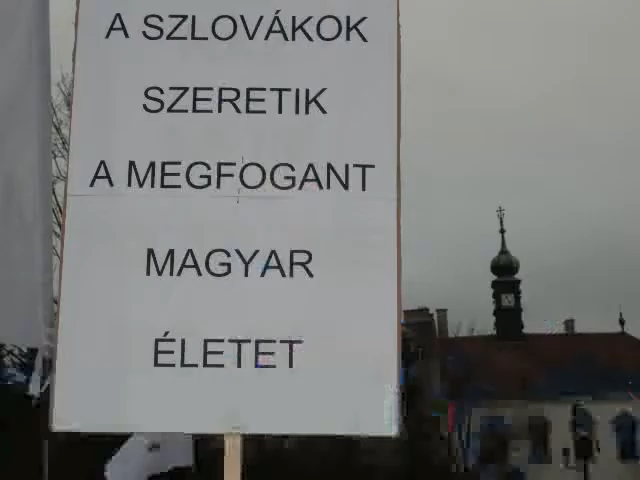 A SZLOVÁKOK
SZERETIK
A MEGFOGANT
MAGYAR
ÉLETET